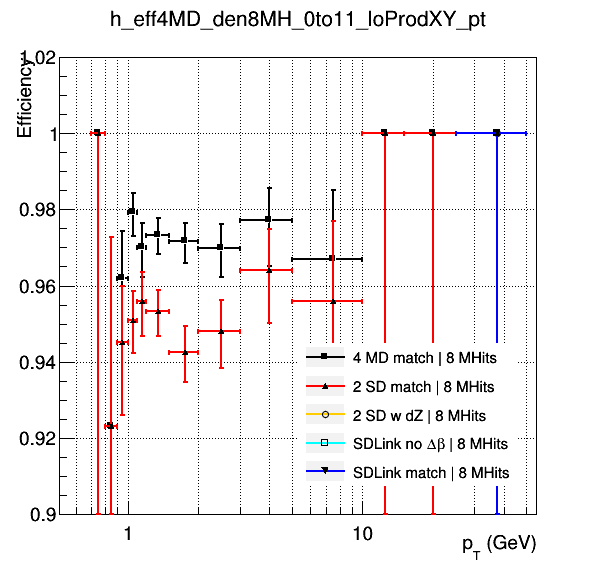 h_eff4MD_den8MH_0to11_loProdXY_pt
Efficiency
1.02
1
0.98
0.96
0.94
0.92
0.9
4 MD match | 8 MHits
2 SD match | 8 MHits
2 SD w dZ | 8 MHits
SDLink no Δβ | 8 MHits
SDLink match | 8 MHits
1
10
p_T (GeV)